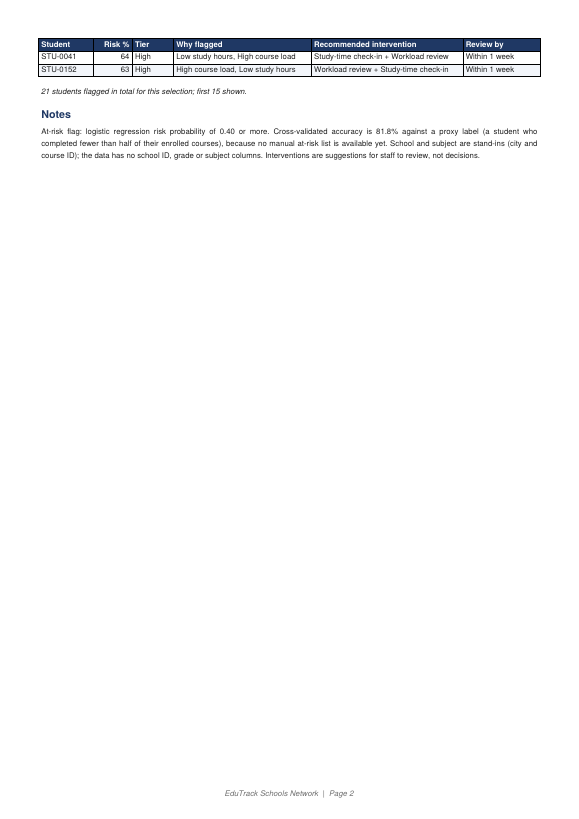 Student Risk % Tier Why flagged Recommended intervention Review by
STU-0041 64 High Low study hours, High course load Study-time check-in + Workload review Within 1 week
STU-0152 63 High High course load, Low study hours Workload review + Study-time check-in Within 1 week
21 students flagged in total for this selection; first 15 shown.
Notes
At-risk flag: logistic regression risk probability of 0.40 or more. Cross-validated accuracy is 81.8% against a proxy label (a student who
completed fewer than half of their enrolled courses), because no manual at-risk list is available yet. School and subject are stand-ins (city and
course ID); the data has no school ID, grade or subject columns. Interventions are suggestions for staff to review, not decisions.
EduTrack Schools Network | Page 2